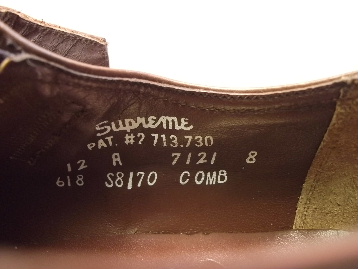 Supreme
PAT. #2 713.730
12 A 7121 8
618 S8170 COMB